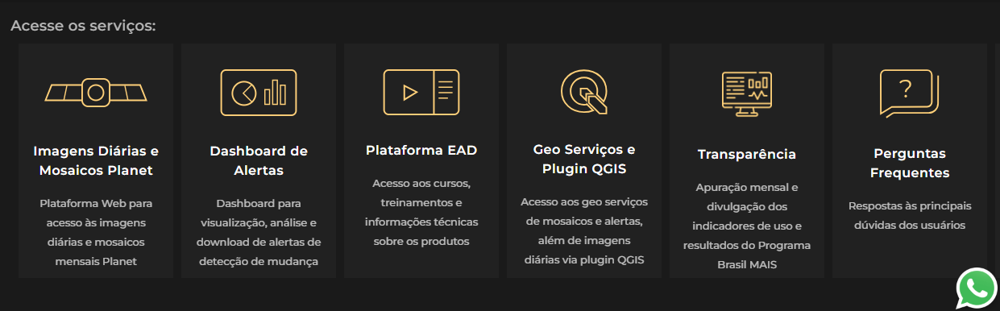 Acesse os serviços:
Imagens Diárias e
Mosaicos Planet
Plataforma Web para
acesso às imagens
diárias e mosaicos
mensais Planet
Dashboard de
Alertas
Dashboard para
visualização, análise e
download de alertas de
detecção de mudança
Plataforma EAD
Acesso aos cursos,
treinamentos e
informações técnicas
sobre os produtos
Geo Serviços e
Plugin QGIS
Acesso aos geo serviços
de mosaicos e alertas,
além de imagens
diárias via plugin QGIS
Transparência
Apuração mensal e
divulgação dos
indicadores de uso e
resultados do Programa
Brasil MAIS
?
Perguntas
Frequentes
Respostas às principais
dúvidas dos usuários